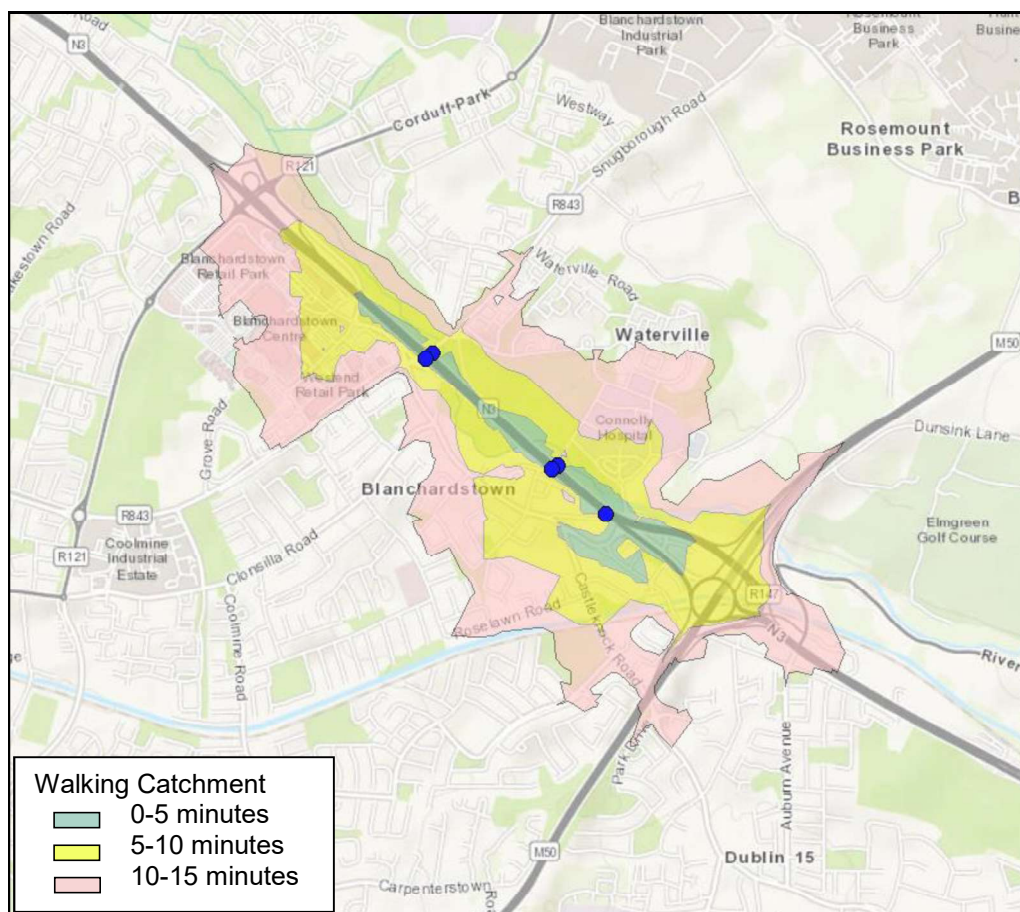 Road
N3
Blanchardstown
Industrial
Park
Rosemount
Business
Park
Business
Westway
Corduff Park
Snugborough Road
Rosemount
Business Park
R121
R843
B
Blanchardstown
Retail Park
Waterville Road
Blanchardstown
Centre
Waterville
M50
Westend
Retail Park
N3
Connolly
Hospital
Dunsink Lane
Grove Road
Blanchardstown
R843
Elmgreen
Golf Course
R121
Coolmine
Industrial
Estate
Clonsilla Road
Castleknock Road
R147
Roselawn Road
N3
Coolmine Road
River
Auburn Avenue
Walking Catchment
0-5 minutes
5-10 minutes
10-15 minutes
M50
Dublin 15
Carpenterstown